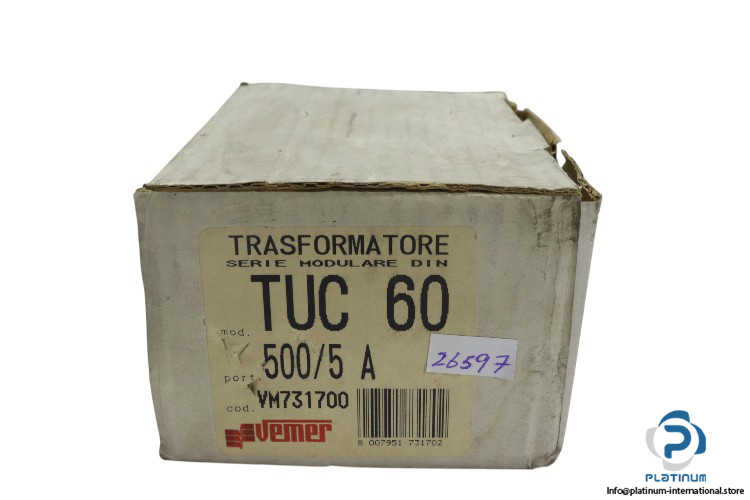 TRASFORMATORE
SERIE MODULARE DIN
mod. TUC 60
port. 500/5 A
26597
cod. VM731700
vemer
8 007951 731702
PLATINUM
Info@platinum-international.store